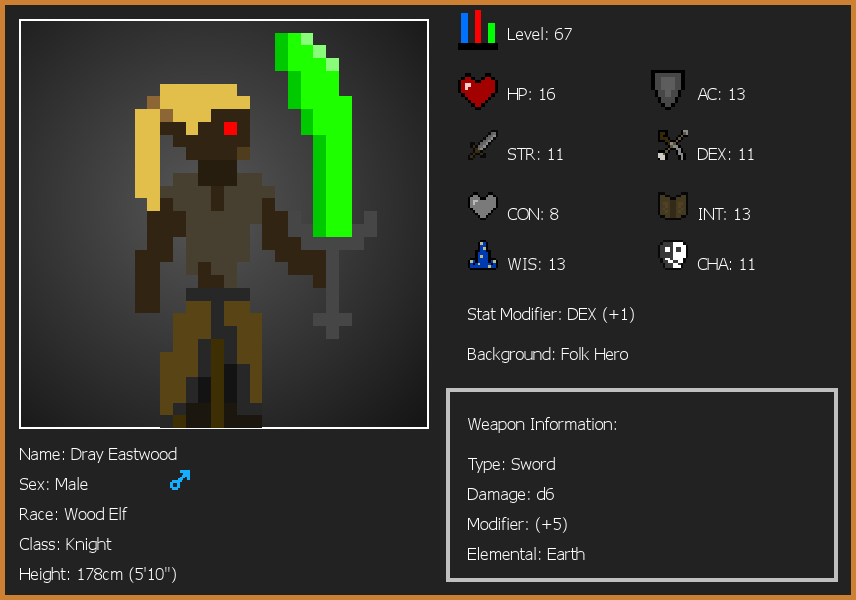 Level: 67
HP: 16
AC: 13
STR: 11
DEX: 11
CON: 8
INT: 13
WIS: 13
CHA: 11
Stat Modifier: DEX (+1)
Background: Folk Hero
Weapon Information:
Type: Sword
Damage: d6
Modifier: (+5)
Elemental: Earth
Name: Dray Eastwood
Sex: Male
Race: Wood Elf
Class: Knight
Height: 178cm (5'10")